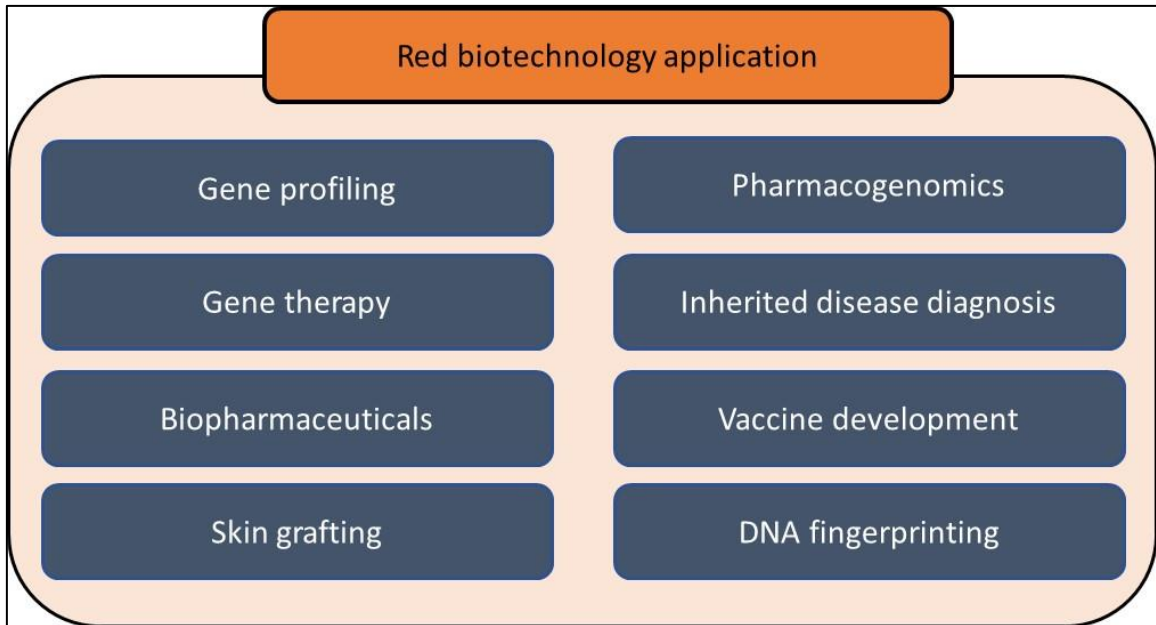 Red biotechnology application
Gene profiling
Pharmacogenomics
Gene therapy
Inherited disease diagnosis
Biopharmaceuticals
Vaccine development
Skin grafting
DNA fingerprinting